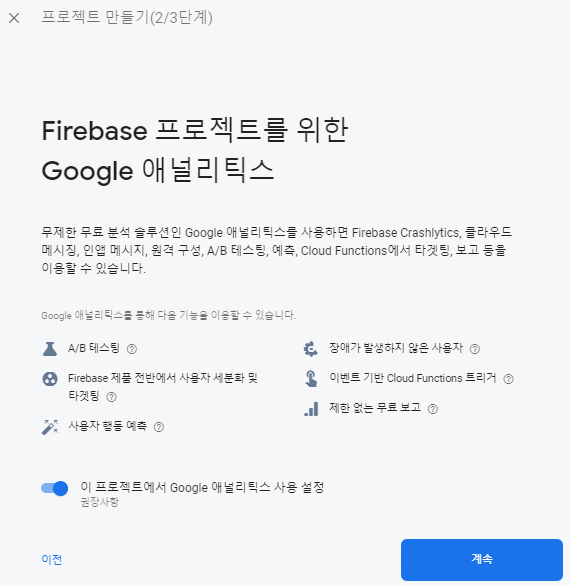 프로젝트 만들기(2/3단계)
Firebase 프로젝트를 위한
Google 애널리틱스
무제한 무료 분석 솔루션인 Google 애널리틱스를 사용하면 Firebase Crashlytics, 클라우드
메시징, 인앱 메시지, 원격 구성, A/B 테스팅, 예측, Cloud Functions에서 타겟팅, 보고 등을
이용할 수 있습니다.
Google 애널리틱스를 통해 다음 기능을 이용할 수 있습니다.
A/B 테스팅
Firebase 제품 전반에서 사용자 세분화 및
타겟팅
사용자 행동 예측
장애가 발생하지 않은 사용자
이벤트 기반 Cloud Functions 트리거
제한 없는 무료 보고
이 프로젝트에서 Google 애널리틱스 사용 설정
권장사항
이전
계속